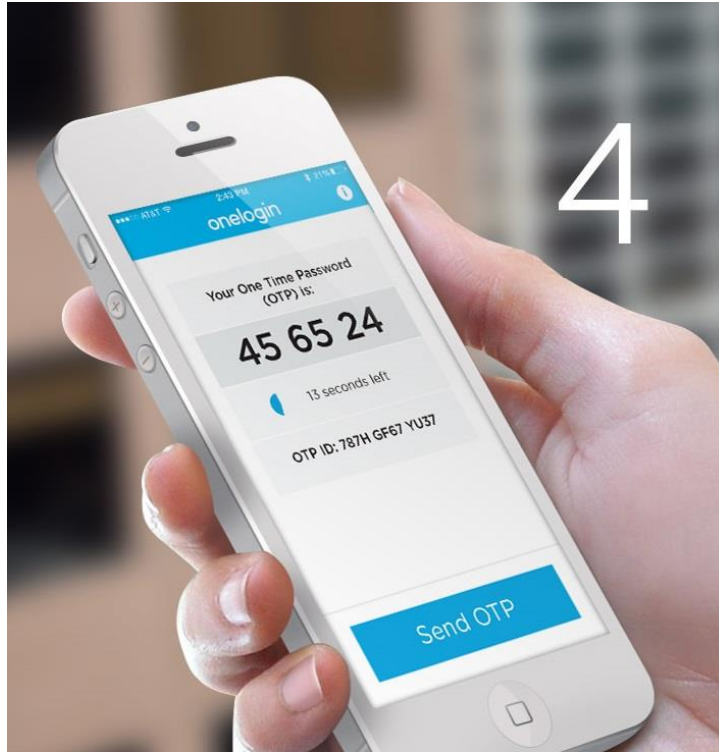 4
AT&T 2:43 PM 21%
onelogin
Your One Time Password
(OTP) is:
45 65 24
13 seconds left
OTP ID: 787H GF67 YU37
Send OTP